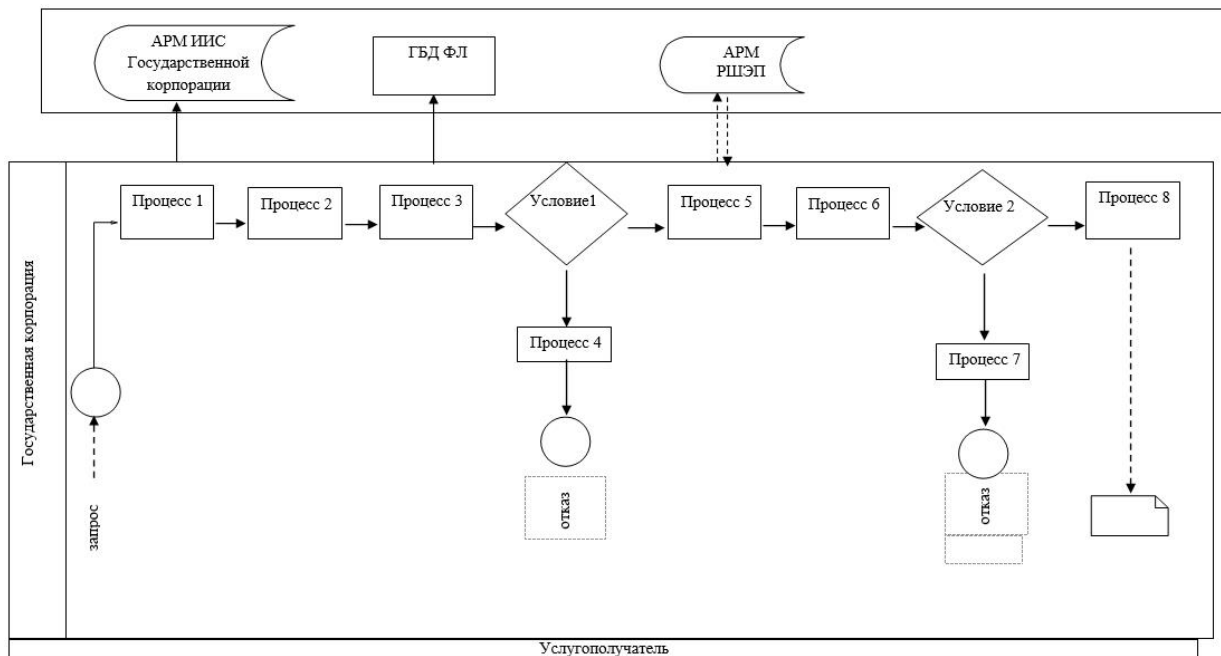 АРМ ИИС
Государственной
корпорации
ГБД ФЛ
АРМ
РШЭП
Государственная корпорация
Процесс 1
Процесс 2
Процесс 3
Условие1
Процесс 5
Процесс 6
Условие 2
Процесс 8
Процесс 4
Процесс 7
запрос
отказ
отказ
Услугополучатель